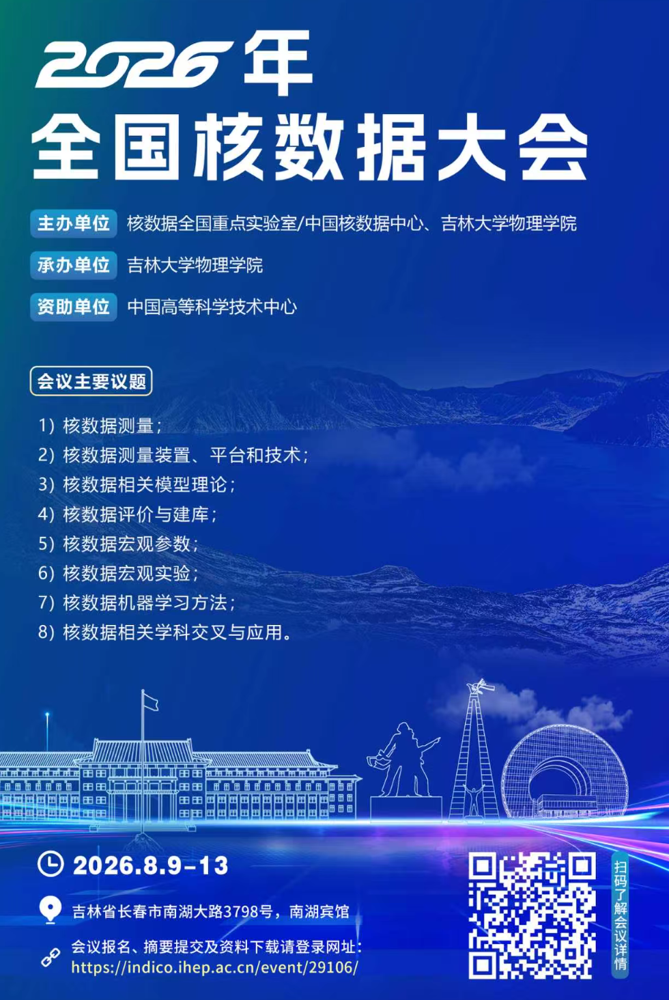 2026年
全国核数据大会
主办单位 核数据全国重点实验室/中国核数据中心、吉林大学物理学院
承办单位 吉林大学物理学院
资助单位 中国高等科学技术中心
会议主要议题
1) 核数据测量；
2) 核数据测量装置、平台和技术；
3) 核数据相关模型理论；
4) 核数据评价与建库；
5) 核数据宏观参数；
6) 核数据宏观实验；
7) 核数据机器学习方法；
8) 核数据相关学科交叉与应用。
2026.8.9-13
吉林省长春市南湖大路3798号，南湖宾馆
会议报名、摘要提交及资料下载请登录网址：
https://indico.ihep.ac.cn/event/29106/
扫码了解会议详情